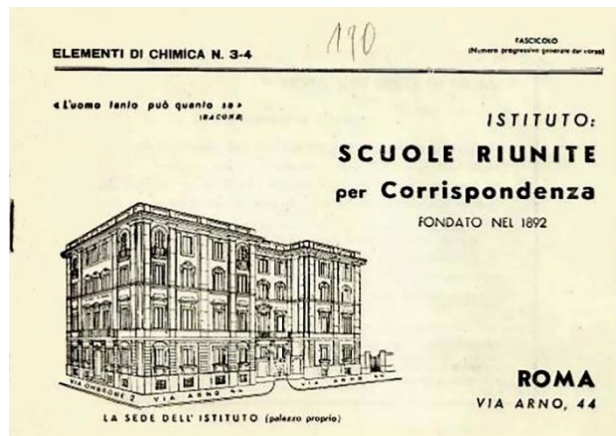 190
FASCICOLO
(Numero progressivo generale del corso)
ELEMENTI DI CHIMICA N. 3-4
« L'uomo tanto può quanto sa »
(BACONE)
ISTITUTO:
SCUOLE RIUNITE
per Corrispondenza
FONDATO NEL 1892
VIA OMBRONE 2
VIA ARNO 44
VIA ARNO 44
LA SEDE DELL'ISTITUTO (palazzo proprio)
ROMA
VIA ARNO, 44